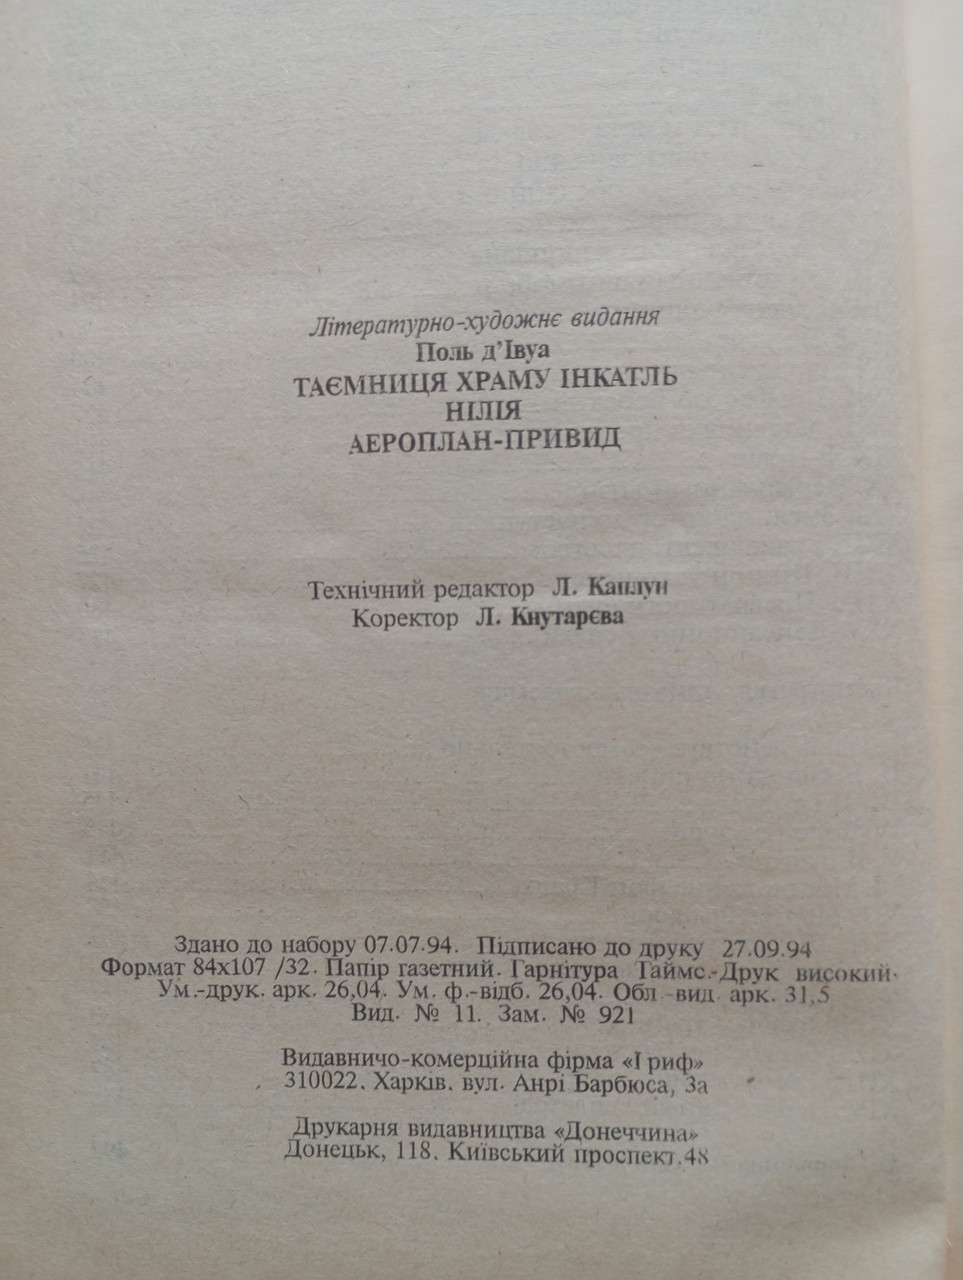 Літературно-художнє видання
Поль д’Івуа
ТАЄМНИЦЯ ХРАМУ ІНКАТЛЬ
НІЛІЯ
АЕРОПЛАН-ПРИВИД
Технічний редактор Л. Каплун
Коректор Л. Кнутарєва
Здано до набору 07.07.94. Підписано до друку 27.09.94
Формат 84х107 /32. Папір газетний. Гарнітура Таймс. Друк високий.
Ум.-друк. арк. 26,04. Ум. ф.-відб. 26,04. Обл.-вид. арк. 31,5
Вид. № 11. Зам. № 921
Видавничо-комерційна фірма «Гриф»
310022. Харків. вул. Анрі Барбюса, 3а
Друкарня видавництва «Донеччина»
Донецьк, 118. Київський проспект.48